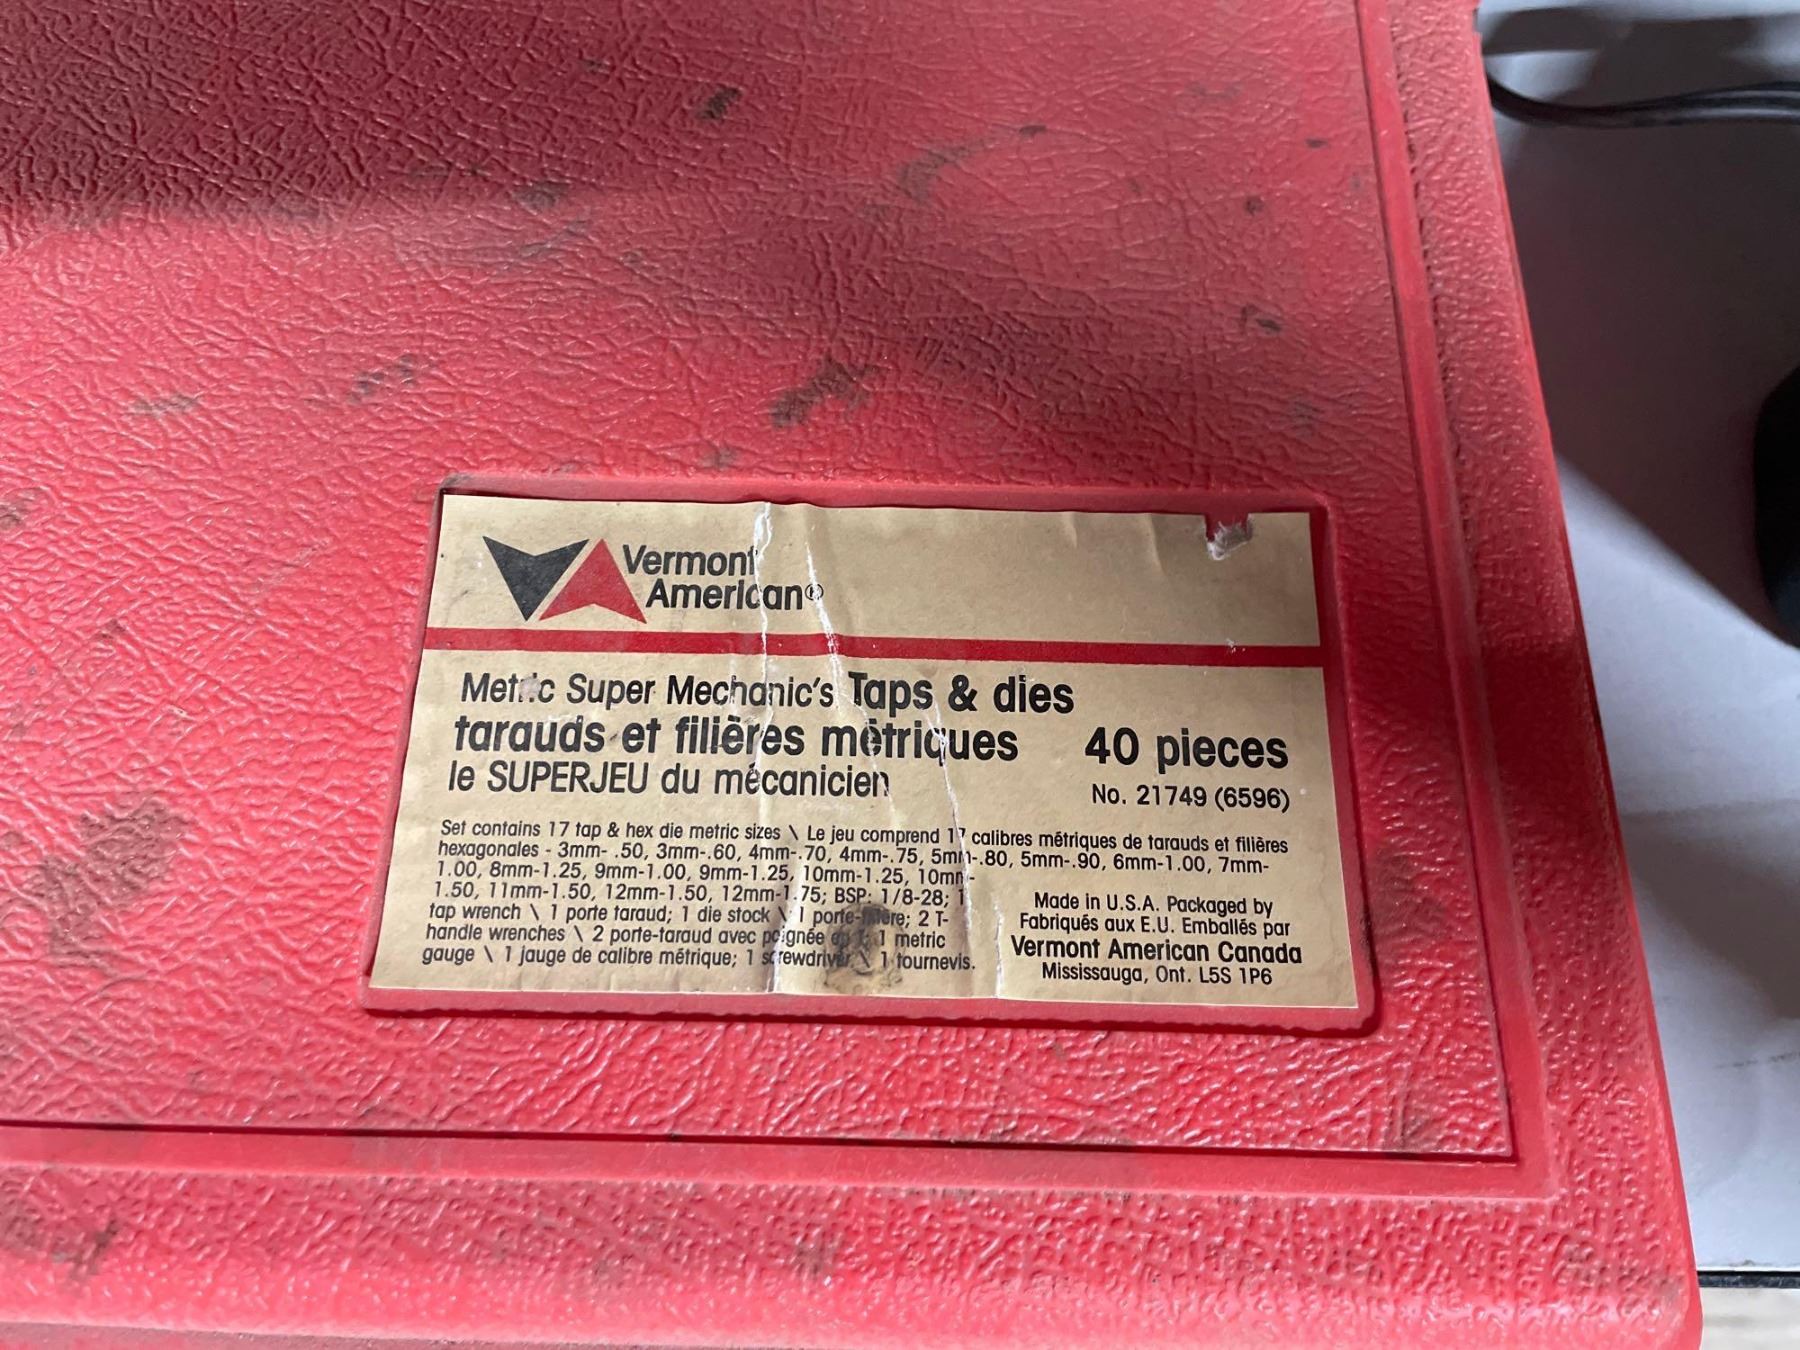 Vermont
American®
Metric Super Mechanic's Taps & dies
tarauds et filières métriques
40 pieces
le SUPERJEU du mécanicien
No. 21749 (6596)
Set contains 17 tap & hex die metric sizes \ Le jeu comprend 17 calibres métriques de tarauds et filières
hexagonales - 3mm- .50, 3mm-.60, 4mm-.70, 4mm-.75, 5mm-.80, 5mm-.90, 6mm-1.00, 7mm-
1.00, 8mm-1.25, 9mm-1.00, 9mm-1.25, 10mm-1.25, 10mm-
1.50, 11mm-1.50, 12mm-1.50, 12mm-1.75; BSP: 1/8-28; 1
tap wrench \ 1 porte taraud; 1 die stock \ 1 porte-filière; 2 T-
handle wrenches \ 2 porte-taraud avec poignée en T; 1 metric
gauge \ 1 jauge de calibre métrique; 1 screwdriver \ 1 tournevis.
Made in U.S.A. Packaged by
Fabriqués aux E.U. Emballés par
Vermont American Canada
Mississauga, Ont. L5S 1P6